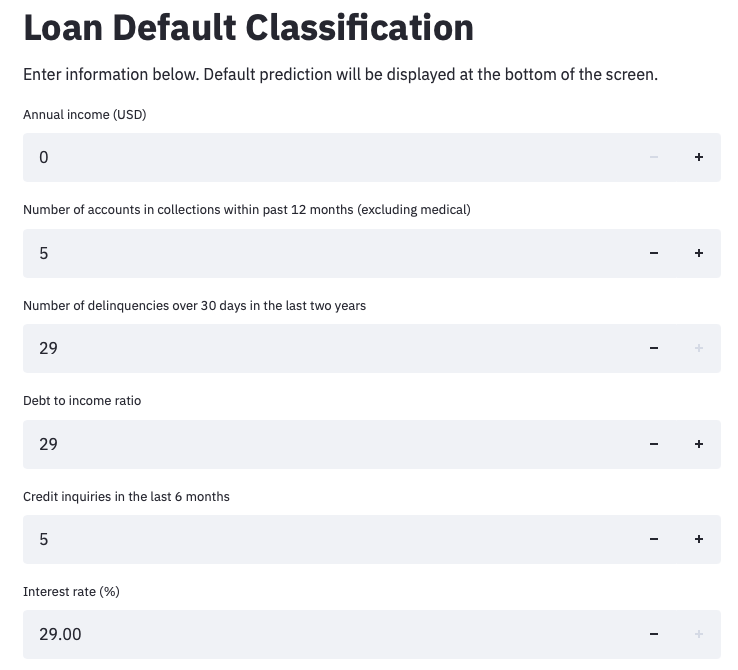 Loan Default Classification
Enter information below. Default prediction will be displayed at the bottom of the screen.
Annual income (USD)
0 − +
Number of accounts in collections within past 12 months (excluding medical)
5 − +
Number of delinquencies over 30 days in the last two years
29 − +
Debt to income ratio
29 − +
Credit inquiries in the last 6 months
5 − +
Interest rate (%)
29.00 − +